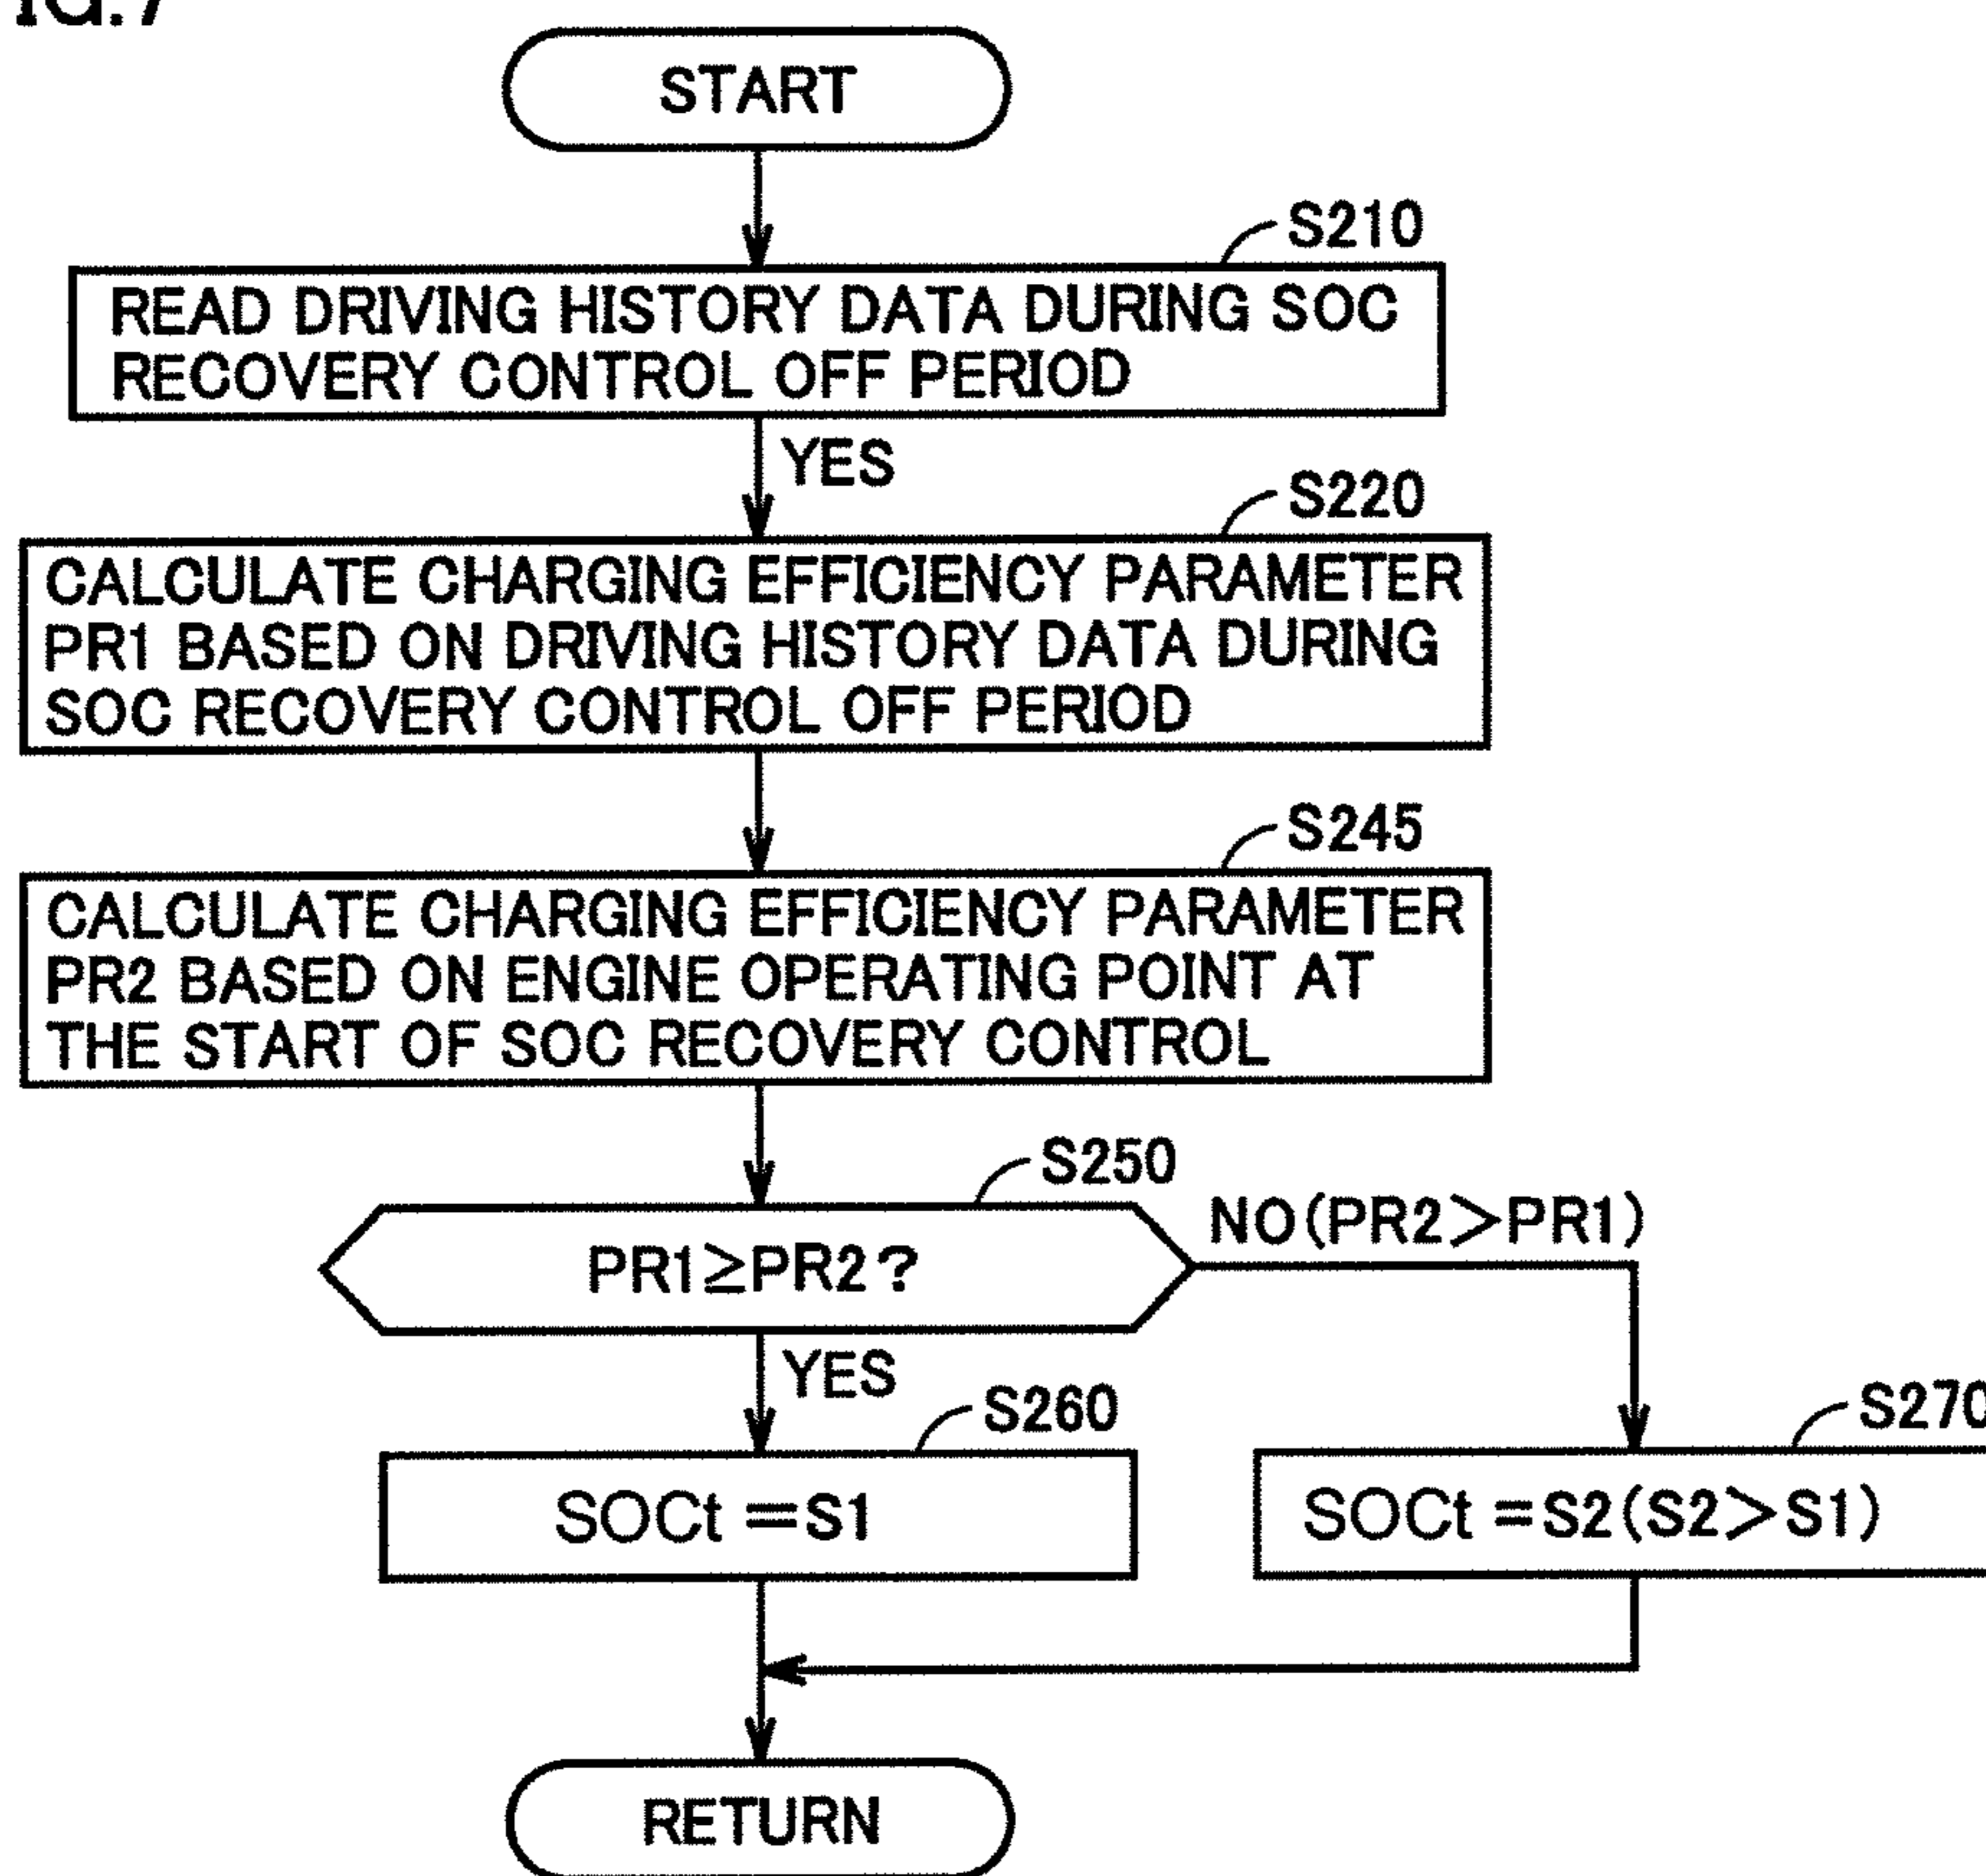 IG.7
START
S210
READ DRIVING HISTORY DATA DURING SOC
RECOVERY CONTROL OFF PERIOD
YES
S220
CALCULATE CHARGING EFFICIENCY PARAMETER
PR1 BASED ON DRIVING HISTORY DATA DURING
SOC RECOVERY CONTROL OFF PERIOD
S245
CALCULATE CHARGING EFFICIENCY PARAMETER
PR2 BASED ON ENGINE OPERATING POINT AT
THE START OF SOC RECOVERY CONTROL
S250
PR1≥PR2?
NO(PR2>PR1)
YES
S260
SOCt =S1
S270
SOCt =S2(S2>S1)
RETURN